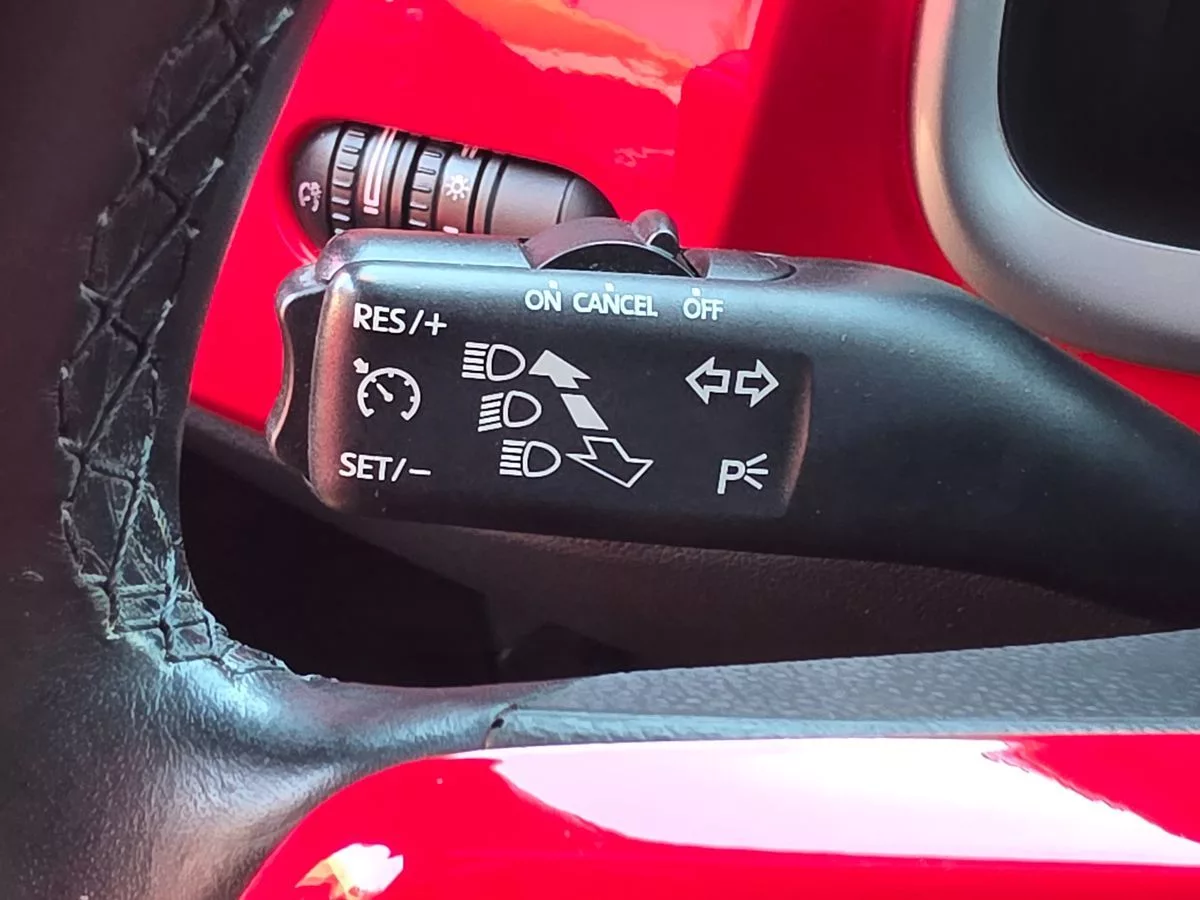 ON CANCEL OFF
RES/+
SET/−
P